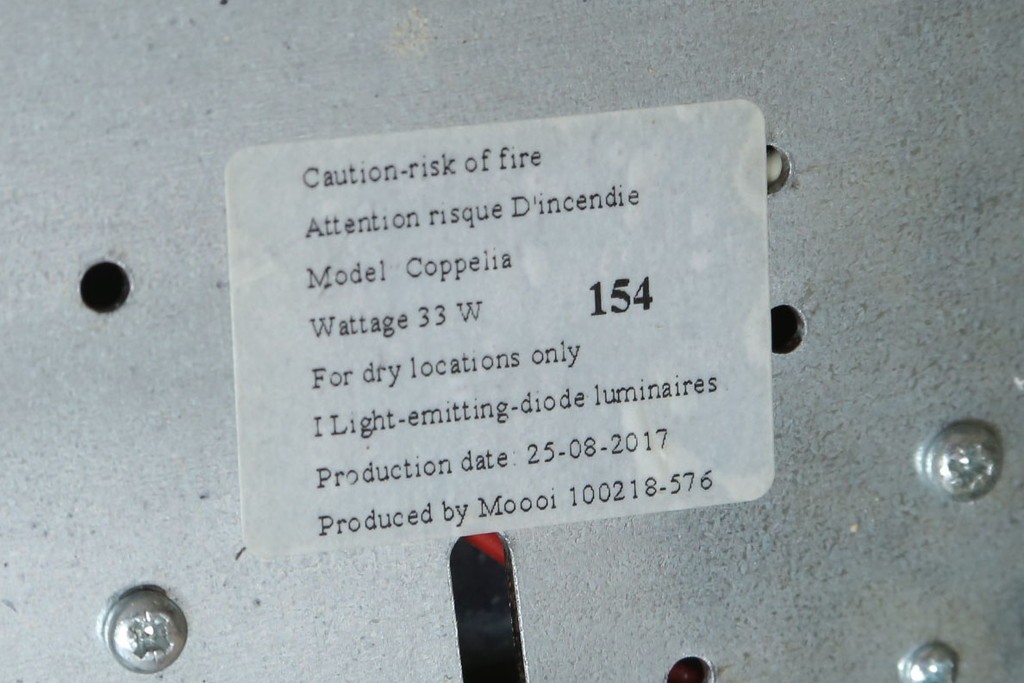 Caution-risk of fire
Attention risque D'incendie
Model Coppelia
Wattage 33 W 154
For dry locations only
I Light-emitting-diode luminaires
Production date: 25-08-2017
Produced by Moooi 100218-576